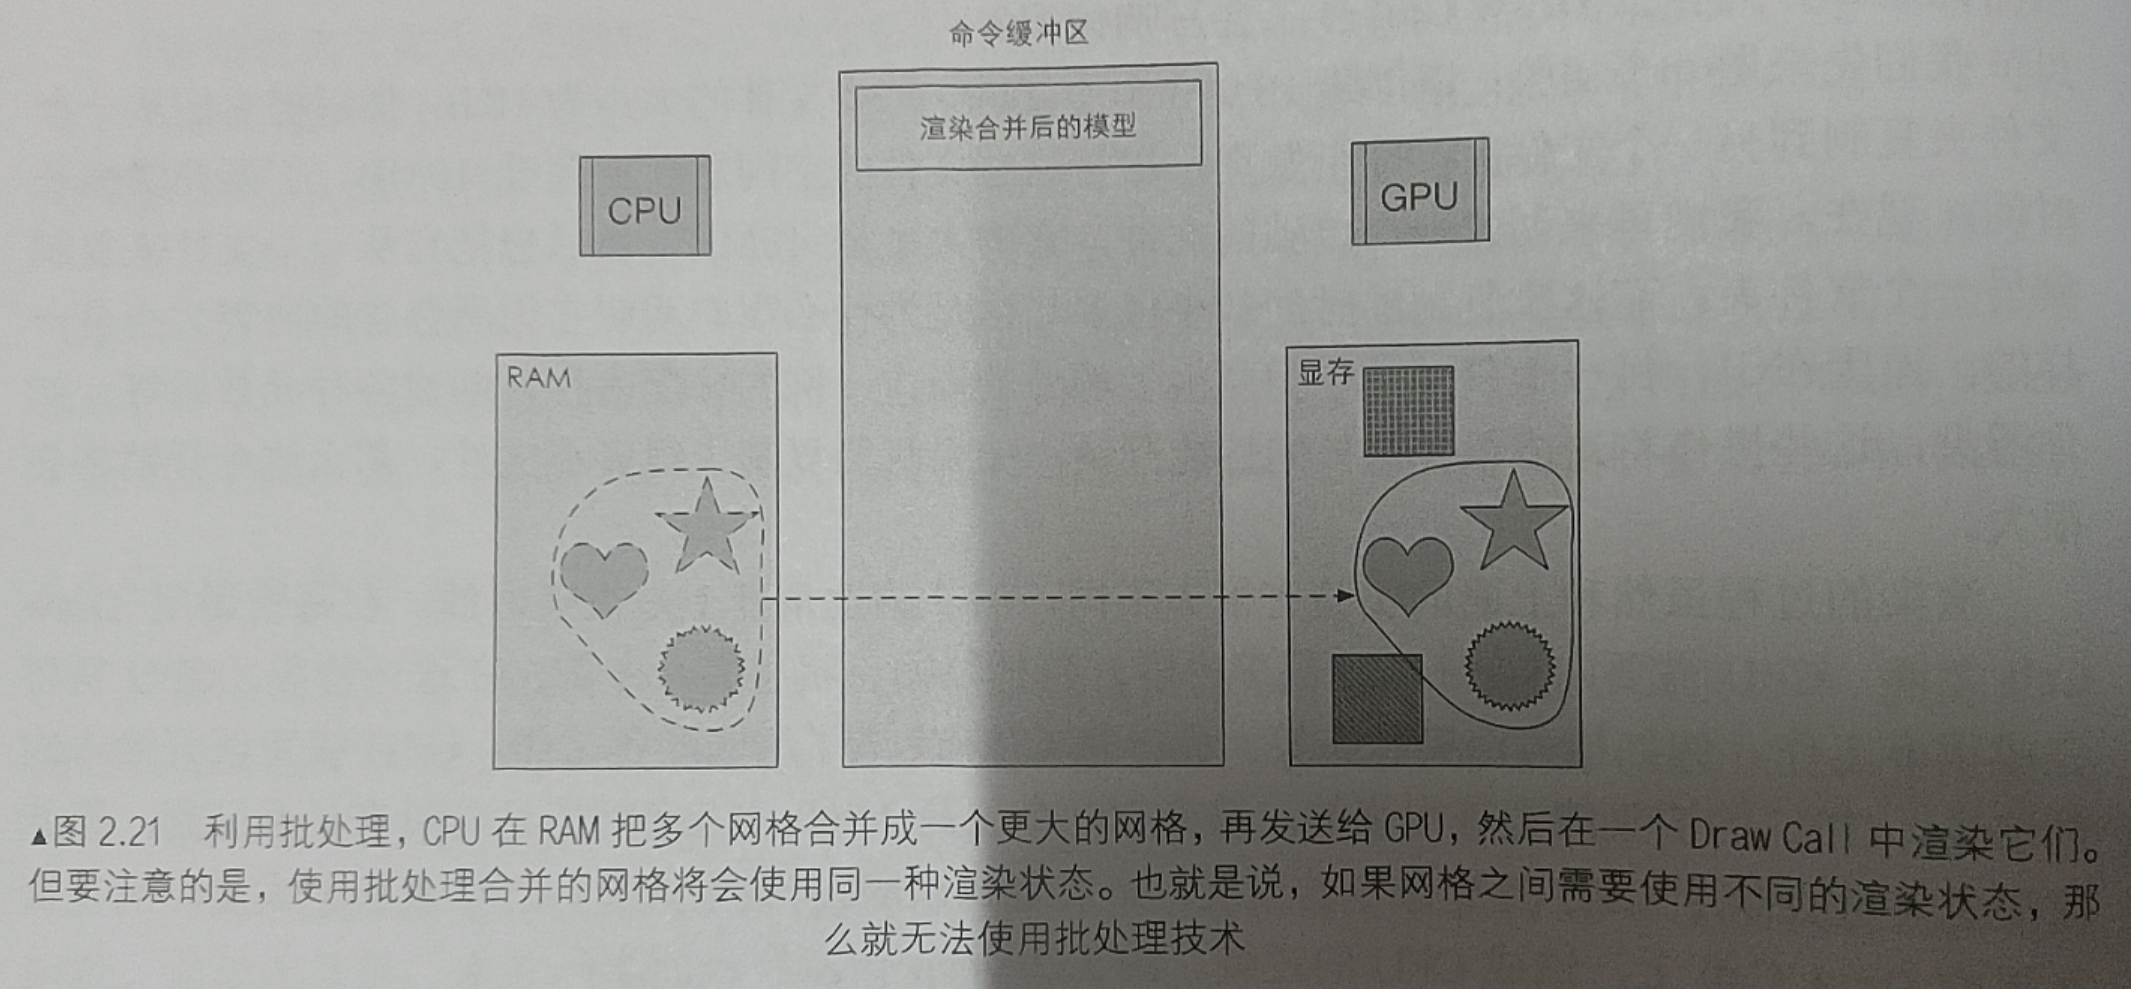 命令缓冲区
渲染合并后的模型
CPU
GPU
RAM
显存
▲图 2.21 利用批处理，CPU 在 RAM 把多个网格合并成一个更大的网格，再发送给 GPU，然后在一个 Draw Call 中渲染它们。
但要注意的是，使用批处理合并的网格将会使用同一种渲染状态。也就是说，如果网格之间需要使用不同的渲染状态，那
么就无法使用批处理技术